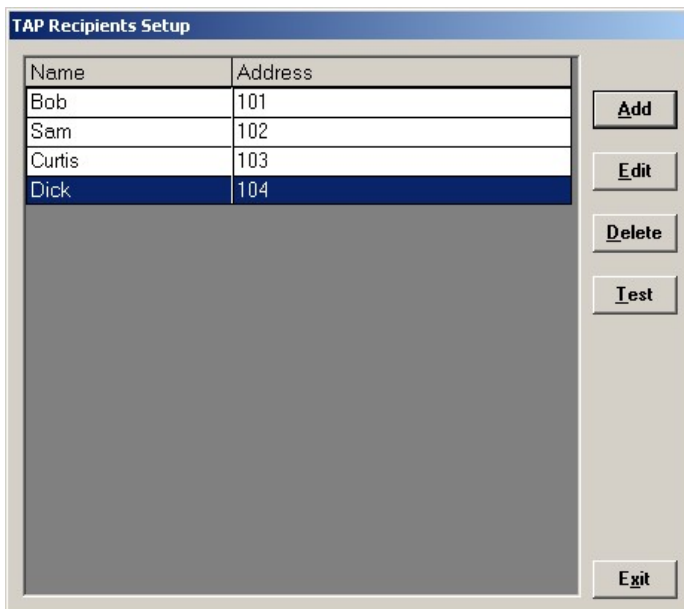 TAP Recipients Setup
Name Address
Bob 101
Sam 102
Curtis 103
Dick 104
Add
Edit
Delete
Test
Exit